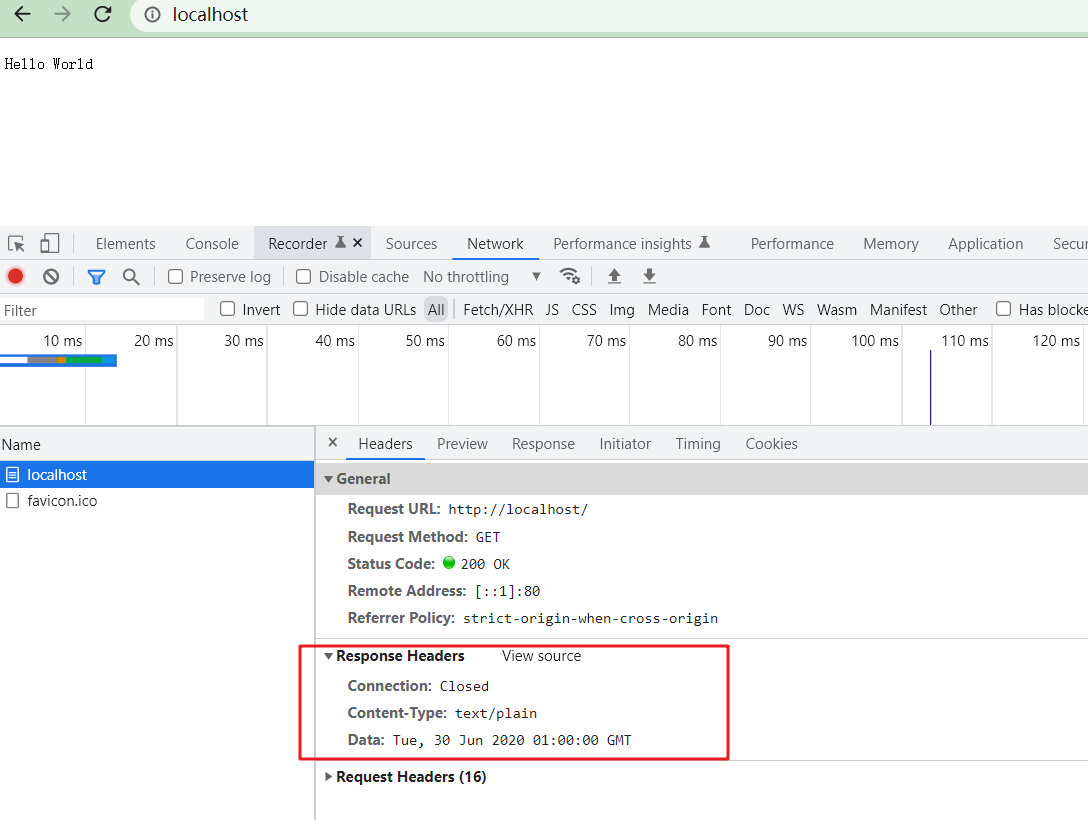 localhost
Hello World
Elements Console Recorder Sources Network Performance insights Performance Memory Application
Preserve log Disable cache No throttling
Filter Invert Hide data URLs All Fetch/XHR JS CSS Img Media Font Doc WS Wasm Manifest Other Has blocke
10 ms 20 ms 30 ms 40 ms 50 ms 60 ms 70 ms 80 ms 90 ms 100 ms 110 ms 120 ms
Name
localhost
favicon.ico
× Headers Preview Response Initiator Timing Cookies
General
Request URL: http://localhost/
Request Method: GET
Status Code: 200 OK
Remote Address: [::1]:80
Referrer Policy: strict-origin-when-cross-origin
Response Headers View source
Connection: Closed
Content-Type: text/plain
Data: Tue, 30 Jun 2020 01:00:00 GMT
Request Headers (16)